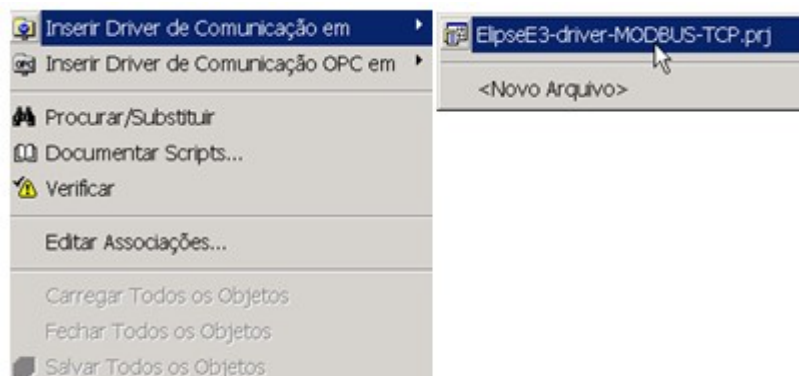 Inserir Driver de Comunicação em
ElipseE3-driver-MODBUS-TCP.prj
Inserir Driver de Comunicação OPC em
<Novo Arquivo>
Procurar/Substituir
Documentar Scripts...
Verificar
Editar Associações...
Carregar Todos os Objetos
Fechar Todos os Objetos
Salvar Todos os Objetos